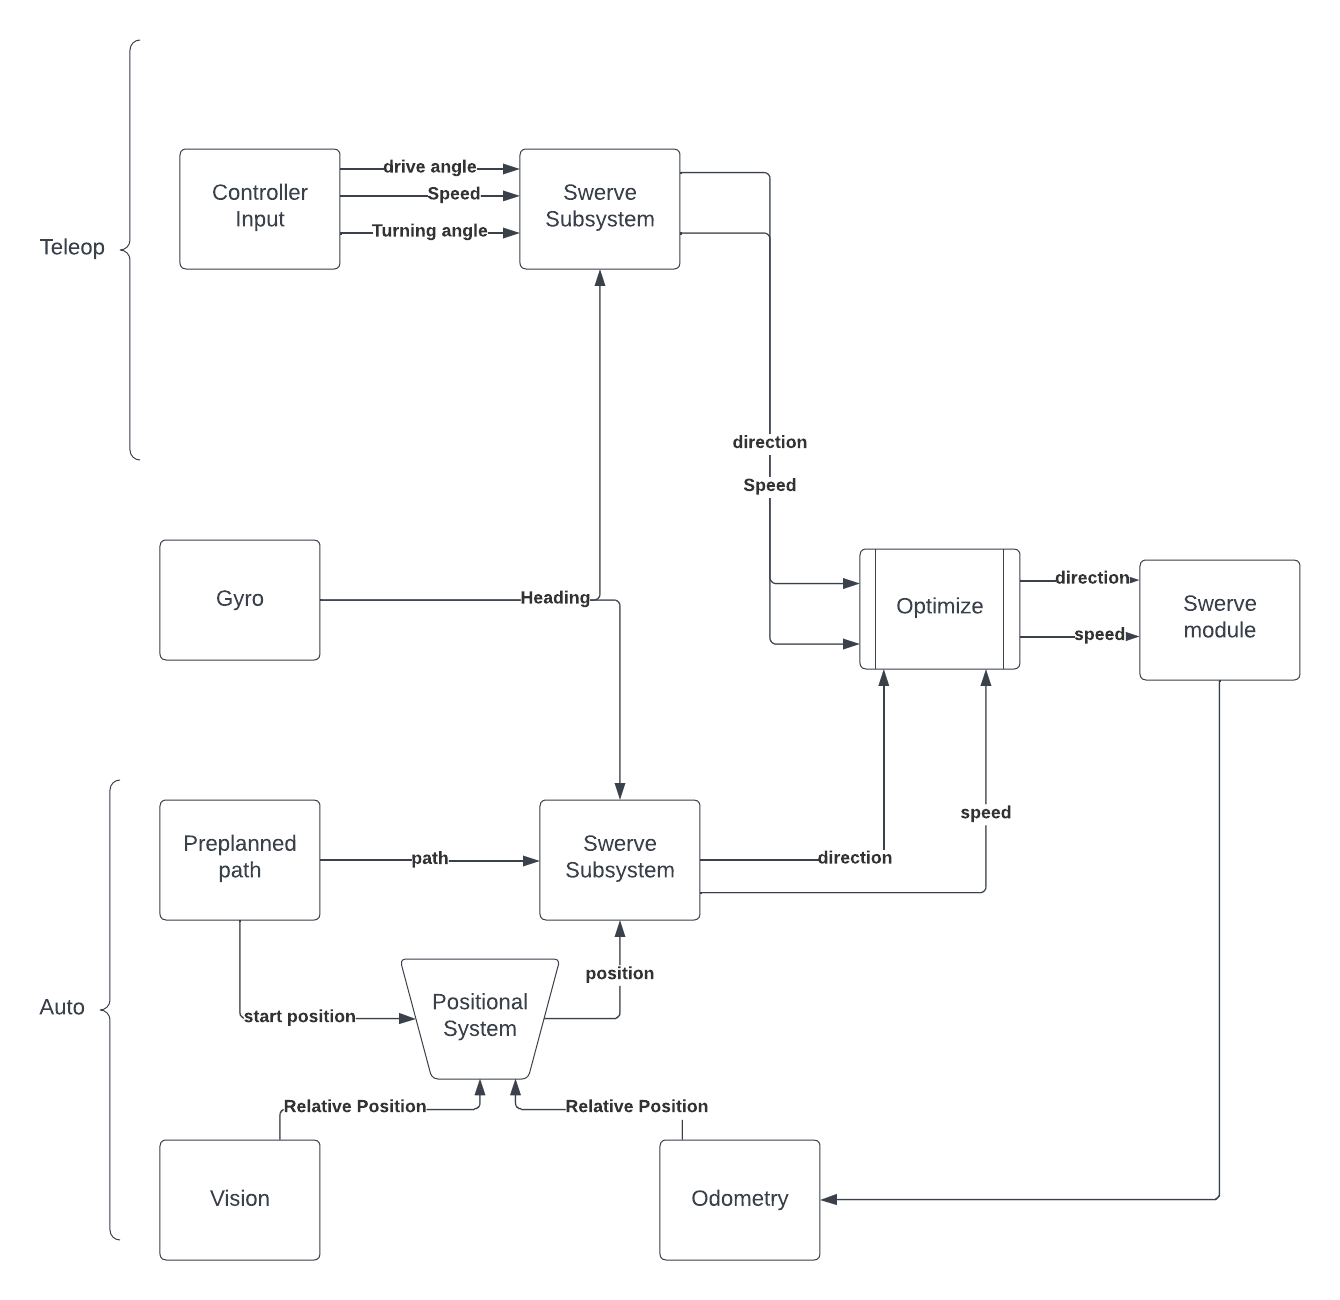 drive angle
Controller
Input
Speed
Turning angle
Swerve
Subsystem
Teleop
direction
Speed
Gyro
Heading
Optimize
direction
speed
Swerve
module
Preplanned
path
path
Swerve
Subsystem
direction
speed
Auto
start position
Positional
System
position
Relative Position
Relative Position
Vision
Odometry